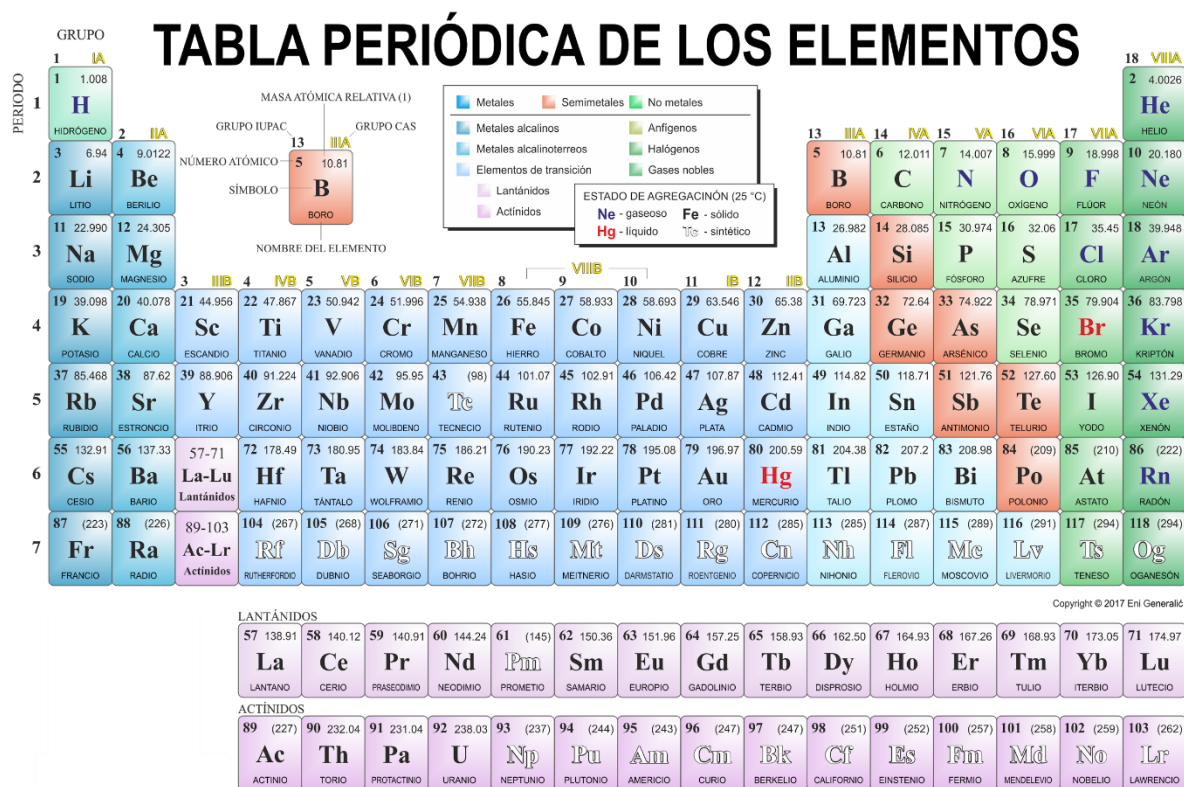 TABLA PERIÓDICA DE LOS ELEMENTOS
GRUPO
PERIODO
1 IA
18 VIIIA
1
1 1.008
H
HIDRÓGENO
2 4.0026
He
HELIO
MASA ATÓMICA RELATIVA (1)
GRUPO IUPAC
GRUPO CAS
13 IIIA
NÚMERO ATÓMICO
5 10.81
SÍMBOLO
B
BORO
NOMBRE DEL ELEMENTO
Metales Semimetales No metales
Metales alcalinos Anfígenos
Metales alcalinoterreos Halógenos
Elementos de transición Gases nobles
Lantánidos
Actínidos
ESTADO DE AGREGACINÓN (25 °C)
Ne - gaseoso Fe - sólido
Hg - líquido Tc - sintético
2 IIA
13 IIIA 14 IVA 15 VA 16 VIA 17 VIIA
2
3 6.94 4 9.0122 5 10.81 6 12.011 7 14.007 8 15.999 9 18.998 10 20.180
Li Be B C N O F Ne
LITIO BERILIO BORO CARBONO NITRÓGENO OXÍGENO FLÚOR NEÓN
3
11 22.990 12 24.305 13 26.982 14 28.085 15 30.974 16 32.06 17 35.45 18 39.948
Na Mg Al Si P S Cl Ar
SODIO MAGNESIO ALUMINIO SILICIO FÓSFORO AZUFRE CLORO ARGÓN
VIIIB
3 IIIB 4 IVB 5 VB 6 VIB 7 VIIB 8 9 10 11 IB 12 IIB
4
19 39.098 20 40.078 21 44.956 22 47.867 23 50.942 24 51.996 25 54.938 26 55.845 27 58.933 28 58.693 29 63.546 30 65.38 31 69.723 32 72.64 33 74.922 34 78.971 35 79.904 36 83.798
K Ca Sc Ti V Cr Mn Fe Co Ni Cu Zn Ga Ge As Se Br Kr
POTASIO CALCIO ESCANDIO TITANIO VANADIO CROMO MANGANESO HIERRO COBALTO NIQUEL COBRE ZINC GALIO GERMANIO ARSÉNICO SELENIO BROMO KRIPTÓN
5
37 85.468 38 87.62 39 88.906 40 91.224 41 92.906 42 95.95 43 (98) 44 101.07 45 102.91 46 106.42 47 107.87 48 112.41 49 114.82 50 118.71 51 121.76 52 127.60 53 126.90 54 131.29
Rb Sr Y Zr Nb Mo Tc Ru Rh Pd Ag Cd In Sn Sb Te I Xe
RUBIDIO ESTRONCIO ITRIO CIRCONIO NIOBIO MOLIBDENO TECNECIO RUTENIO RODIO PALADIO PLATA CADMIO INDIO ESTAÑO ANTIMONIO TELURIO YODO XENÓN
6
55 132.91 56 137.33 57-71 72 178.49 73 180.95 74 183.84 75 186.21 76 190.23 77 192.22 78 195.08 79 196.97 80 200.59 81 204.38 82 207.2 83 208.98 84 (209) 85 (210) 86 (222)
Cs Ba La-Lu Hf Ta W Re Os Ir Pt Au Hg Tl Pb Bi Po At Rn
CESIO BARIO Lantánidos HAFNIO TÁNTALO WOLFRAMIO RENIO OSMIO IRIDIO PLATINO ORO MERCURIO TALIO PLOMO BISMUTO POLONIO ASTATO RADÓN
7
87 (223) 88 (226) 89-103 104 (267) 105 (268) 106 (271) 107 (272) 108 (277) 109 (276) 110 (281) 111 (280) 112 (285) 113 (285) 114 (287) 115 (289) 116 (291) 117 (294) 118 (294)
Fr Ra Ac-Lr Rf Db Sg Bh Hs Mt Ds Rg Cn Nh Fl Mc Lv Ts Og
FRANCIO RADIO Actínidos RUTHERFORDIO DUBNIO SEABORGIO BOHRIO HASIO MEITNERIO DARMSTATIO ROENTGENIO COPERNICIO NIHONIO FLEROVIO MOSCOVIO LIVERMORIO TENESO OGANESÓN
Copyright © 2017 Eni Generalić
LANTÁNIDOS
57 138.91 58 140.12 59 140.91 60 144.24 61 (145) 62 150.36 63 151.96 64 157.25 65 158.93 66 162.50 67 164.93 68 167.26 69 168.93 70 173.05 71 174.97
La Ce Pr Nd Pm Sm Eu Gd Tb Dy Ho Er Tm Yb Lu
LANTANO CERIO PRASEODIMIO NEODIMIO PROMETIO SAMARIO EUROPIO GADOLINIO TERBIO DISPROSIO HOLMIO ERBIO TULIO ITERBIO LUTECIO
ACTÍNIDOS
89 (227) 90 232.04 91 231.04 92 238.03 93 (237) 94 (244) 95 (243) 96 (247) 97 (247) 98 (251) 99 (252) 100 (257) 101 (258) 102 (259) 103 (262)
Ac Th Pa U Np Pu Am Cm Bk Cf Es Fm Md No Lr
ACTINIO TORIO PROTACTINIO URANIO NEPTUNIO PLUTONIO AMERICIO CURIO BERKELIO CALIFORNIO EINSTENIO FERMIO MENDELEVIO NOBELIO LAWRENCIO